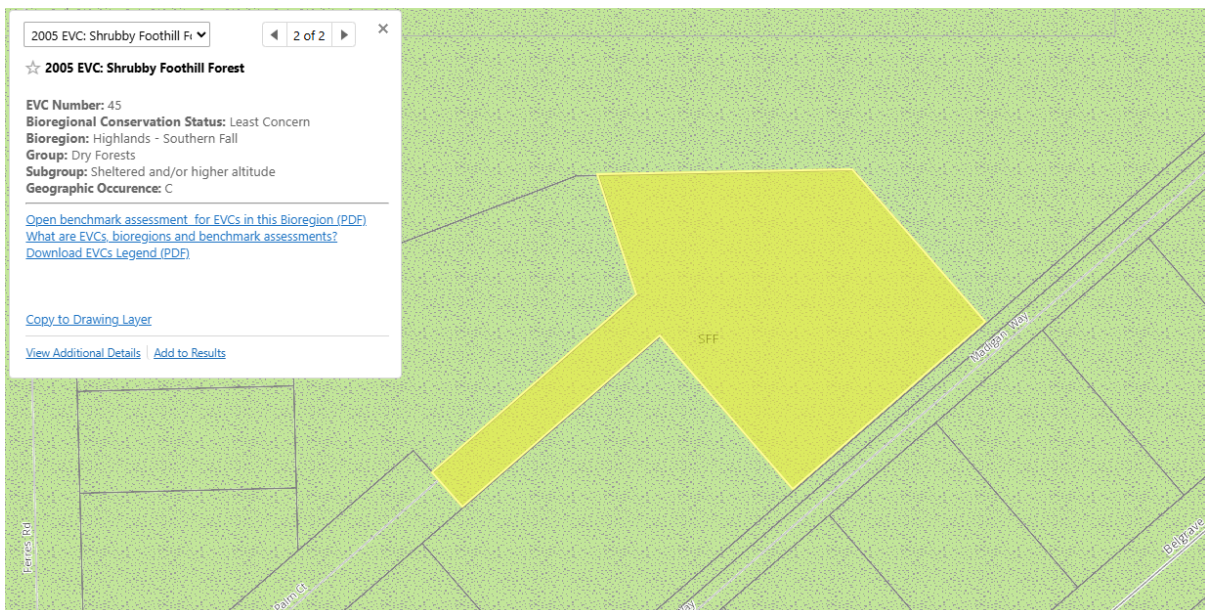 2005 EVC: Shrubby Foothill Fo
2 of 2
2005 EVC: Shrubby Foothill Forest
EVC Number: 45
Bioregional Conservation Status: Least Concern
Bioregion: Highlands - Southern Fall
Group: Dry Forests
Subgroup: Sheltered and/or higher altitude
Geographic Occurence: C
Open benchmark assessment for EVCs in this Bioregion (PDF)
What are EVCs, bioregions and benchmark assessments?
Download EVCs Legend (PDF)
Copy to Drawing Layer
View Additional Details
Add to Results
SFF
Madigan Way
Ferres Rd
Palm Ct
Way
Belgrave